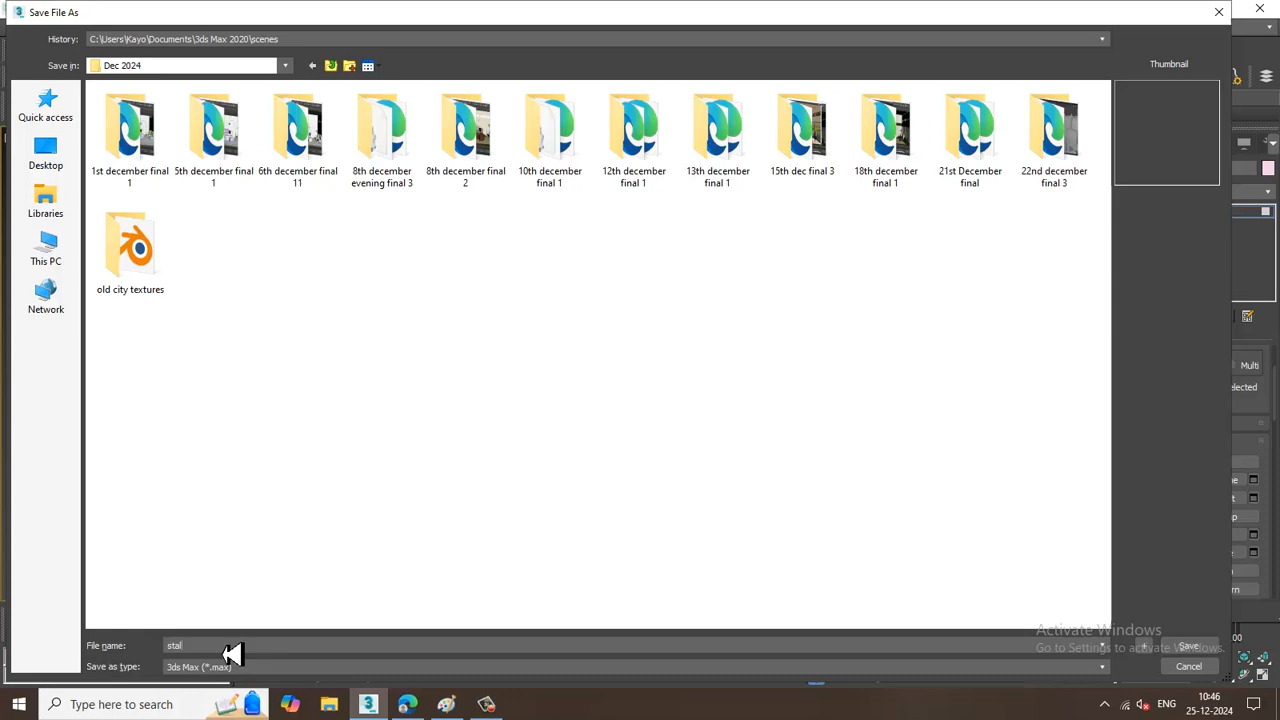 Save File As
History:
C:\Users\Kayo\Documents\3ds Max 2020\scenes
Save in:
Dec 2024
Thumbnail
Quick access
Desktop
Libraries
This PC
Network
1st december final
1
5th december final
1
6th december final
11
8th december
evening final 3
8th december final
2
10th december
final 1
12th december
final 1
13th december
final 1
15th dec final 3
18th december
final 1
21st December
final
22nd december
final 3
old city textures
Multi
elected
File name:
stal
Save as type:
3ds Max (*.max)
+
Save
Cancel
Activate Windows
Go to Settings to activate Windows.
Type here to search
ENG
10:46
25-12-2024